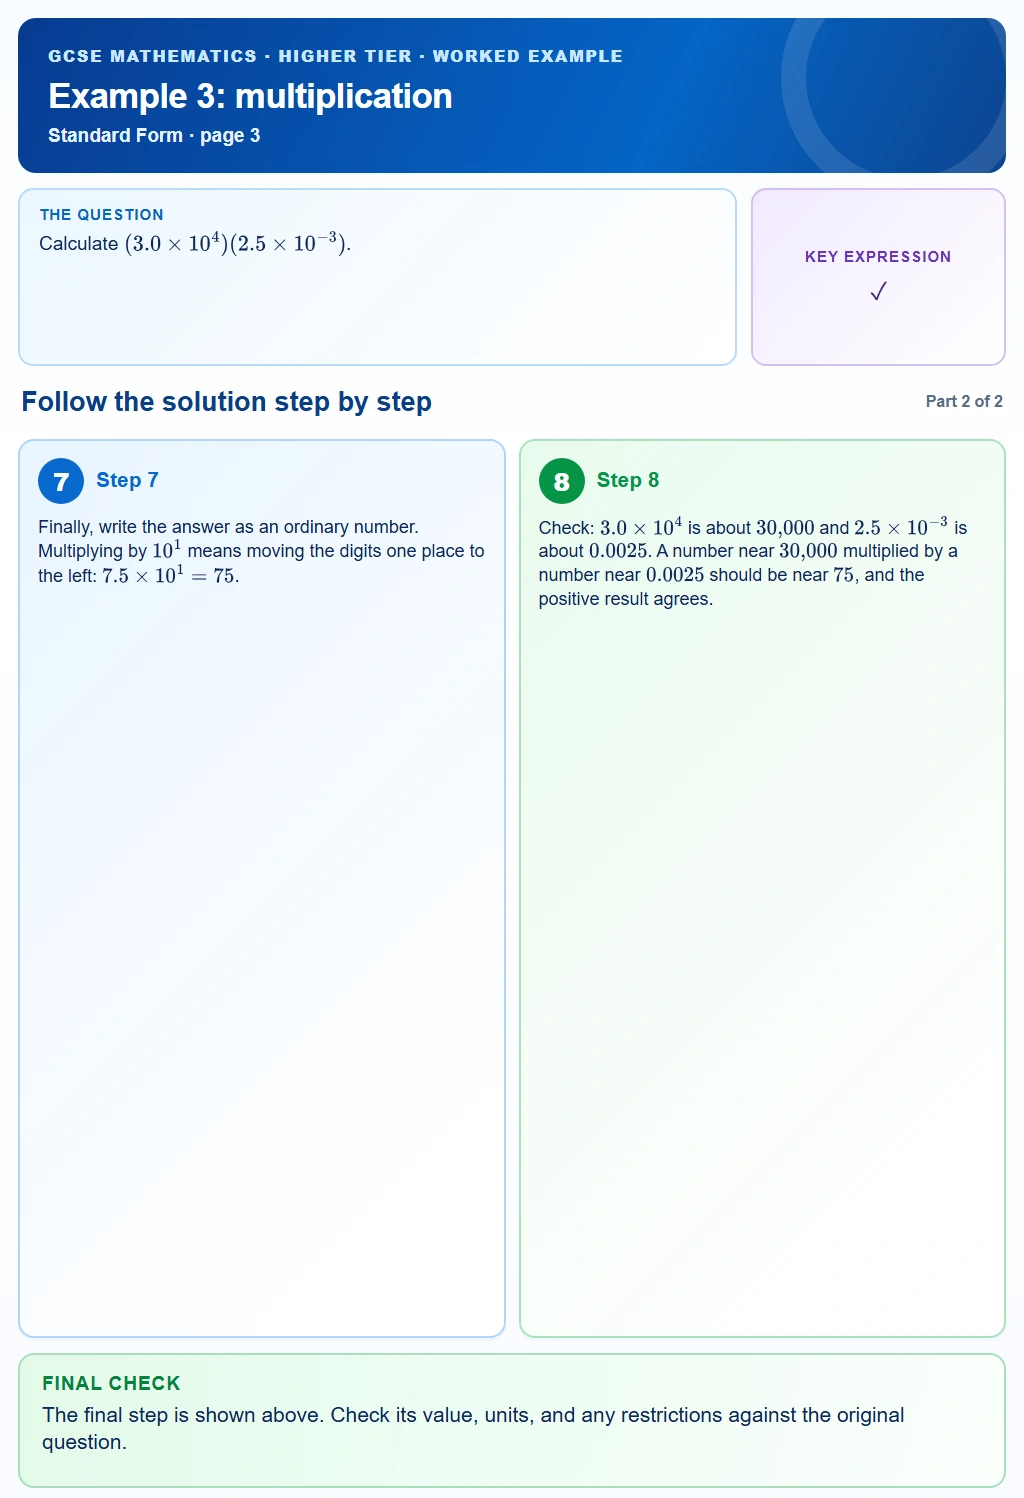 GCSE MATHEMATICS · HIGHER TIER · WORKED EXAMPLE
Example 3: multiplication
Standard Form · page 3
THE QUESTION
Calculate (3.0 × 10⁴)(2.5 × 10⁻³).
KEY EXPRESSION
✓
Follow the solution step by step
Part 2 of 2
7 Step 7
Finally, write the answer as an ordinary number.
Multiplying by 10¹ means moving the digits one place to
the left: 7.5 × 10¹ = 75.
8 Step 8
Check: 3.0 × 10⁴ is about 30,000 and 2.5 × 10⁻³ is
about 0.0025. A number near 30,000 multiplied by a
number near 0.0025 should be near 75, and the
positive result agrees.
FINAL CHECK
The final step is shown above. Check its value, units, and any restrictions against the original
question.